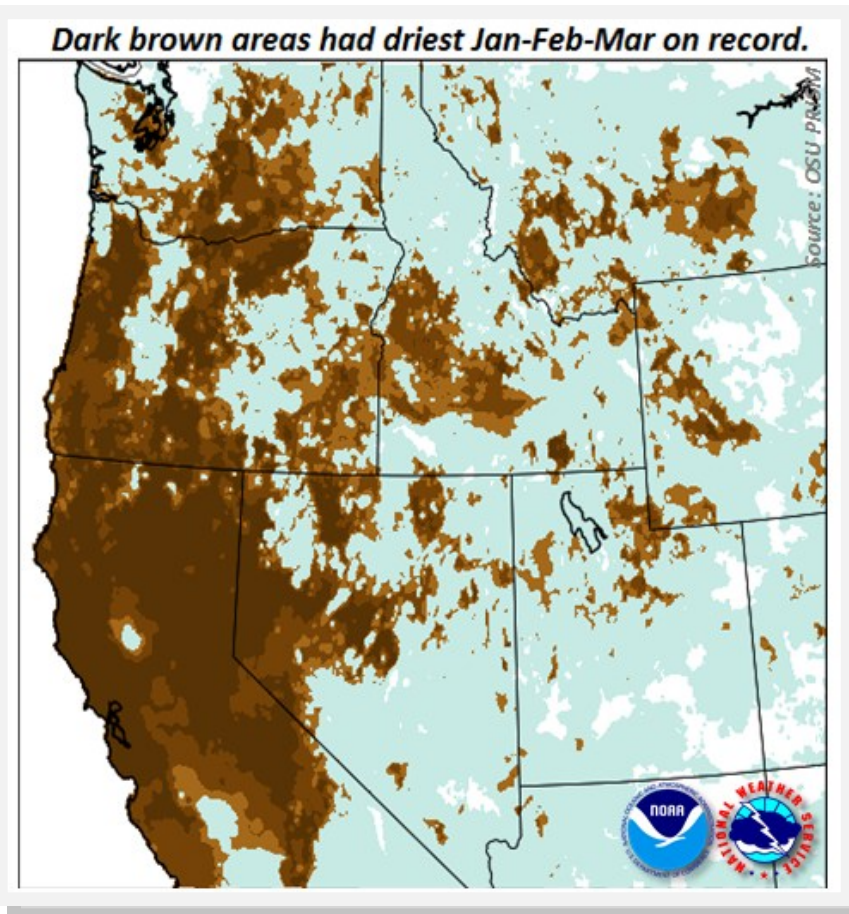 Dark brown areas had driest Jan-Feb-Mar on record.
Source: OSU PRISM
NOAA
NATIONAL WEATHER SERVICE